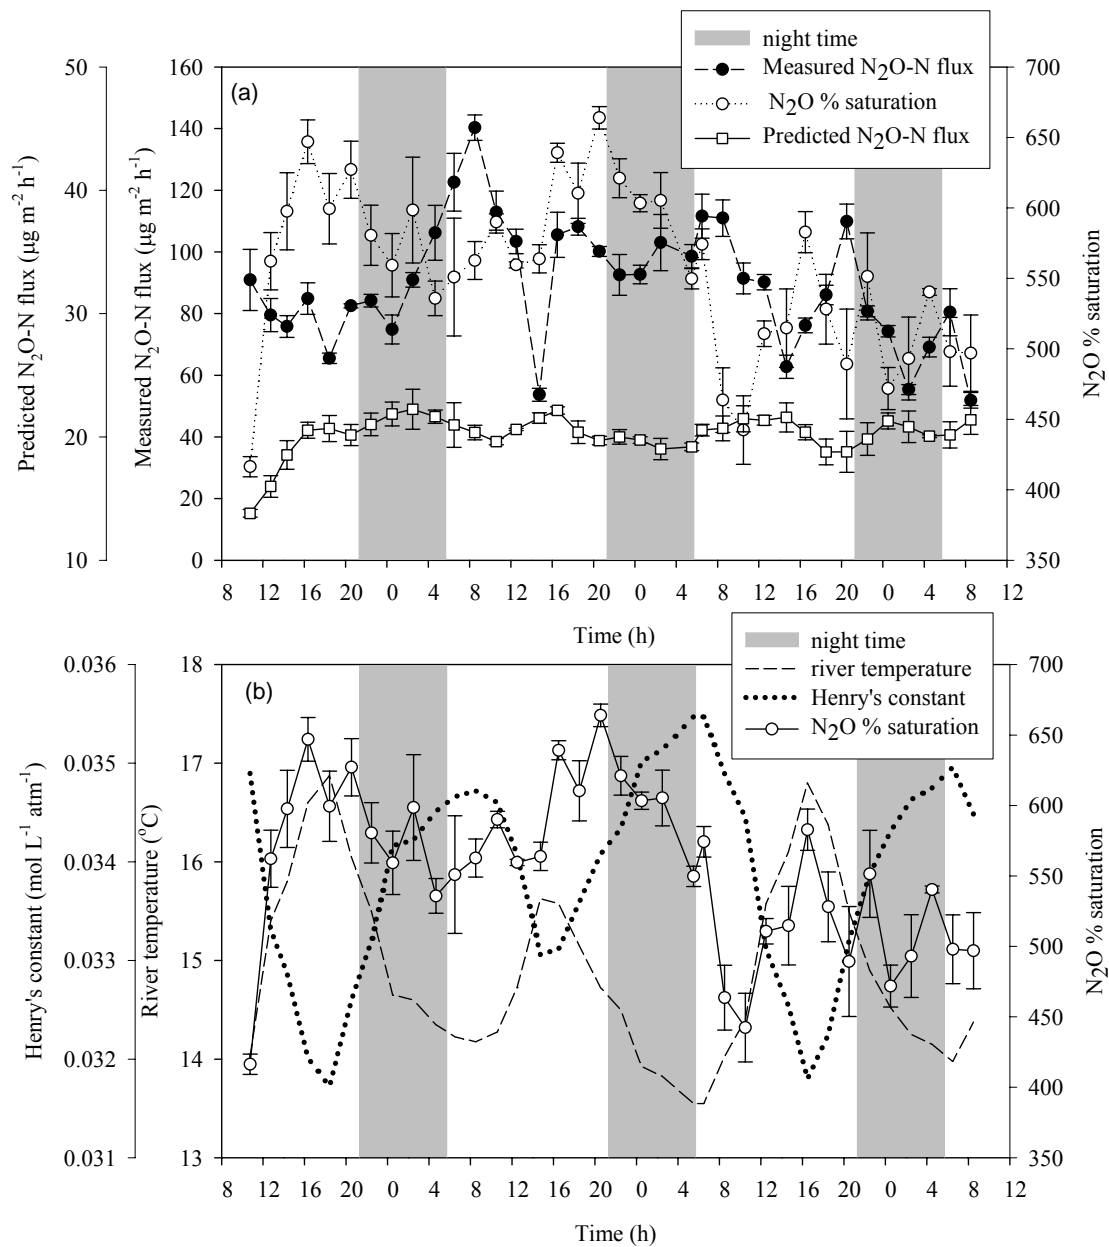 night time
Measured N₂O-N flux
N₂O % saturation
Predicted N₂O-N flux
(a)
Predicted N₂O-N flux (µg m⁻² h⁻¹)
50
40
30
20
10
Measured N₂O-N flux (µg m⁻² h⁻¹)
160
140
120
100
80
60
40
20
0
700
650
600
550
500
450
400
350
N₂O % saturation
8 12 16 20 0 4 8 12 16 20 0 4 8 12 16 20 0 4 8 12
Time (h)
night time
river temperature
Henry's constant
N₂O % saturation
(b)
Henry's constant (mol L⁻¹ atm⁻¹)
0.036
0.035
0.034
0.033
0.032
0.031
River temperature (°C)
18
17
16
15
14
13
700
650
600
550
500
450
400
350
N₂O % saturation
8 12 16 20 0 4 8 12 16 20 0 4 8 12 16 20 0 4 8 12
Time (h)